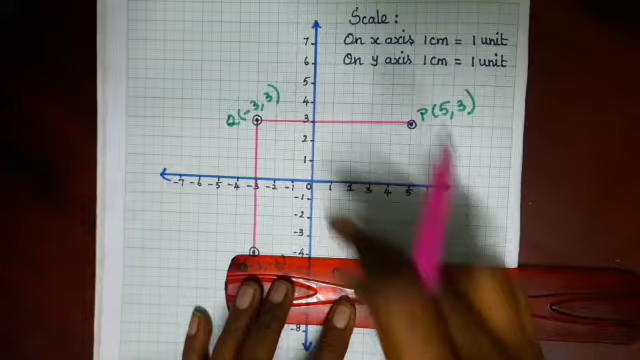 Scale:
On x axis 1cm = 1 unit
On y axis 1cm = 1 unit
7
6
5
4
Q(-3,3)
P(5,3)
3
2
1
-7 -6 -5 -4 -3 -2 -1 0 1 2 3 4 5
-1
-2
-3
-4
-8